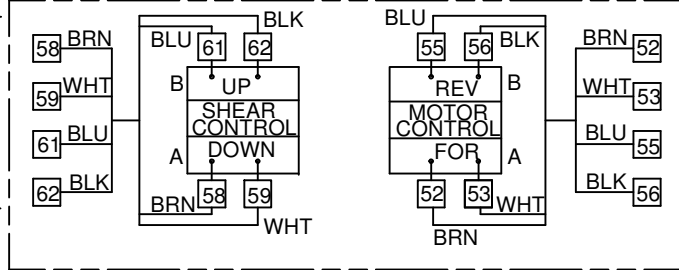 BLK
BLU
58 BRN
61 62
59 WHT
B UP
SHEAR
CONTROL
61 BLU
A DOWN
62 BLK
58 59
BRN
WHT
BLU
55 56 BLK
BRN 52
REV B
WHT 53
MOTOR
CONTROL
BLU 55
FOR A
BLK 56
52 53 WHT
BRN